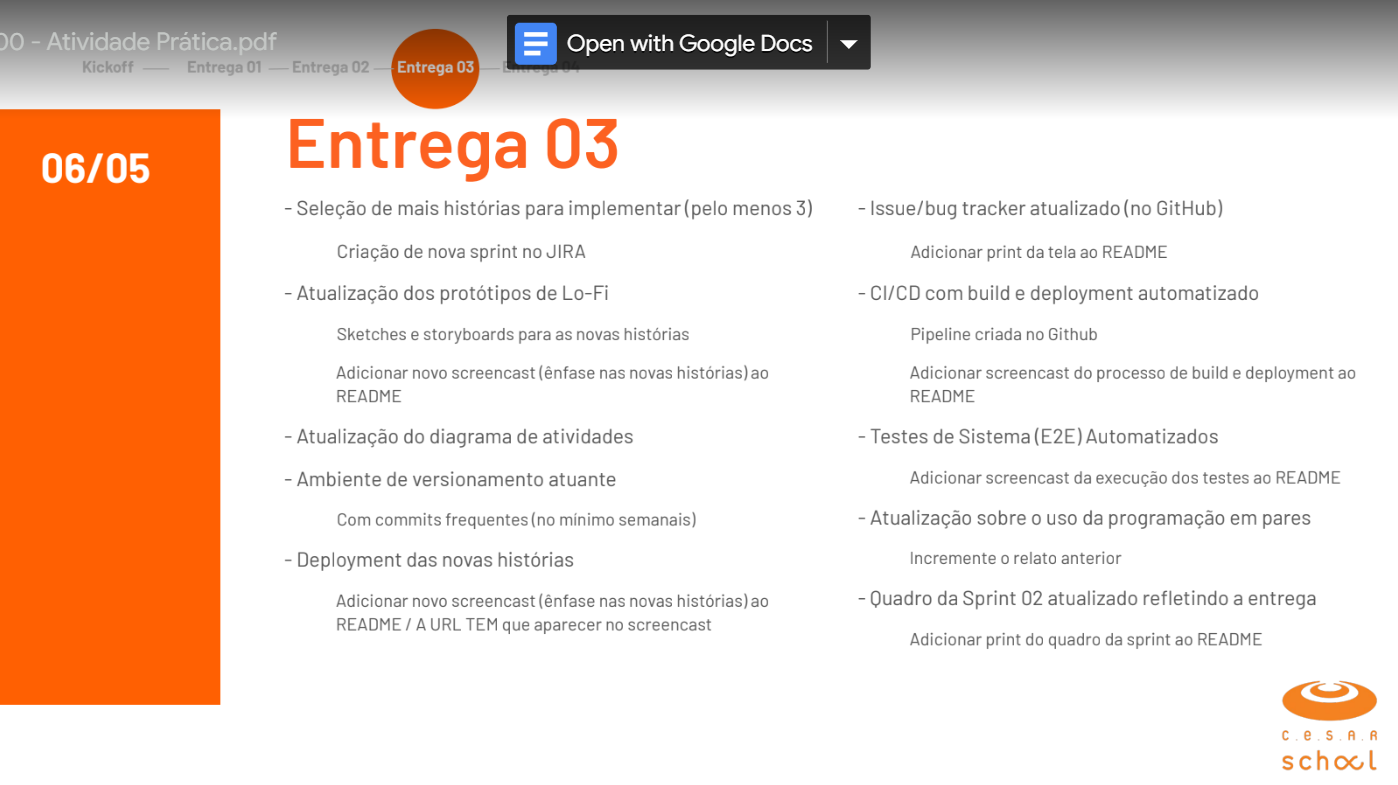 00 - Atividade Prática.pdf
Open with Google Docs
Kickoff
Entrega 01
Entrega 02
Entrega 03
Entrega 04
06/05
Entrega 03
- Seleção de mais histórias para implementar (pelo menos 3)
Criação de nova sprint no JIRA
- Atualização dos protótipos de Lo-Fi
Sketches e storyboards para as novas histórias
Adicionar novo screencast (ênfase nas novas histórias) ao
README
- Atualização do diagrama de atividades
- Ambiente de versionamento atuante
Com commits frequentes (no mínimo semanais)
- Deployment das novas histórias
Adicionar novo screencast (ênfase nas novas histórias) ao
README / A URL TEM que aparecer no screencast
- Issue/bug tracker atualizado (no GitHub)
Adicionar print da tela ao README
- CI/CD com build e deployment automatizado
Pipeline criada no Github
Adicionar screencast do processo de build e deployment ao
README
- Testes de Sistema (E2E) Automatizados
Adicionar screencast da execução dos testes ao README
- Atualização sobre o uso da programação em pares
Incremente o relato anterior
- Quadro da Sprint 02 atualizado refletindo a entrega
Adicionar print do quadro da sprint ao README
c.e.s.a.r
school